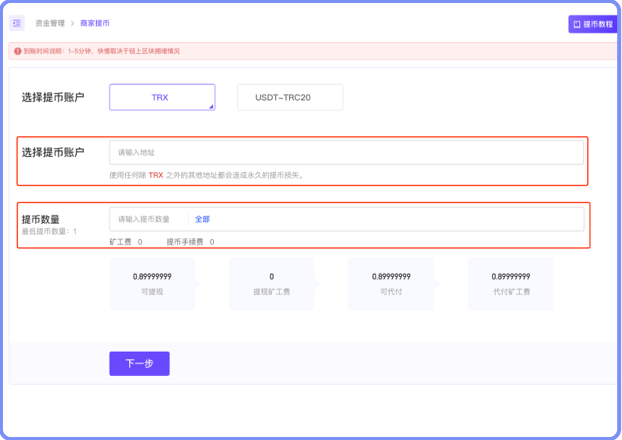 资金管理 > 商家提币
提币教程
到账时间说明：1-5分钟，快慢取决于链上区块拥堵情况
选择提币账户 TRX USDT-TRC20
选择提币账户 请输入地址
使用任何除 TRX 之外的其他地址都会造成永久的提币损失。
提币数量 请输入提币数量 全部
最低提币数量：1
矿工费 0 提币手续费 0
0.89999999 0 0.89999999 0.89999999
可提现 提现矿工费 可代付 代付矿工费
下一步